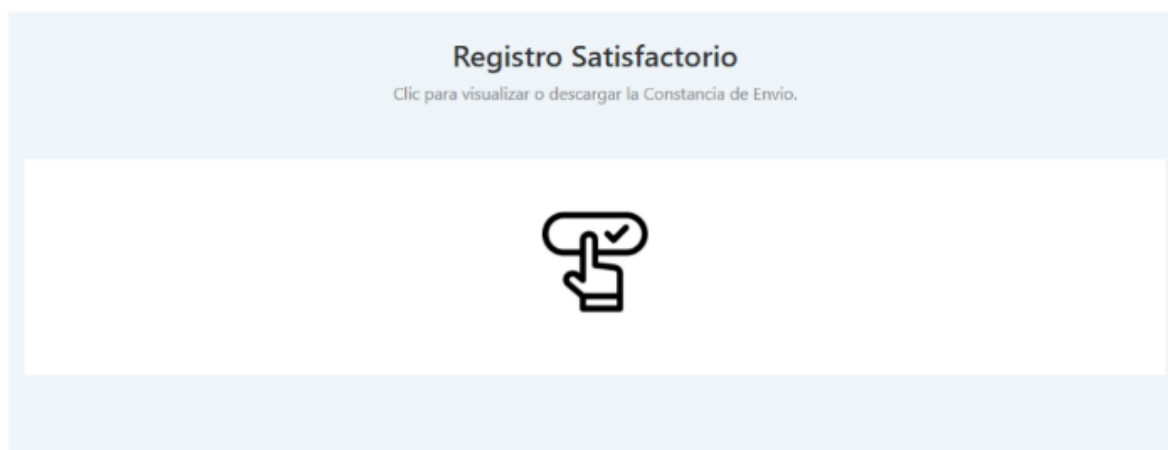 Registro Satisfactorio
Clic para visualizar o descargar la Constancia de Envio.